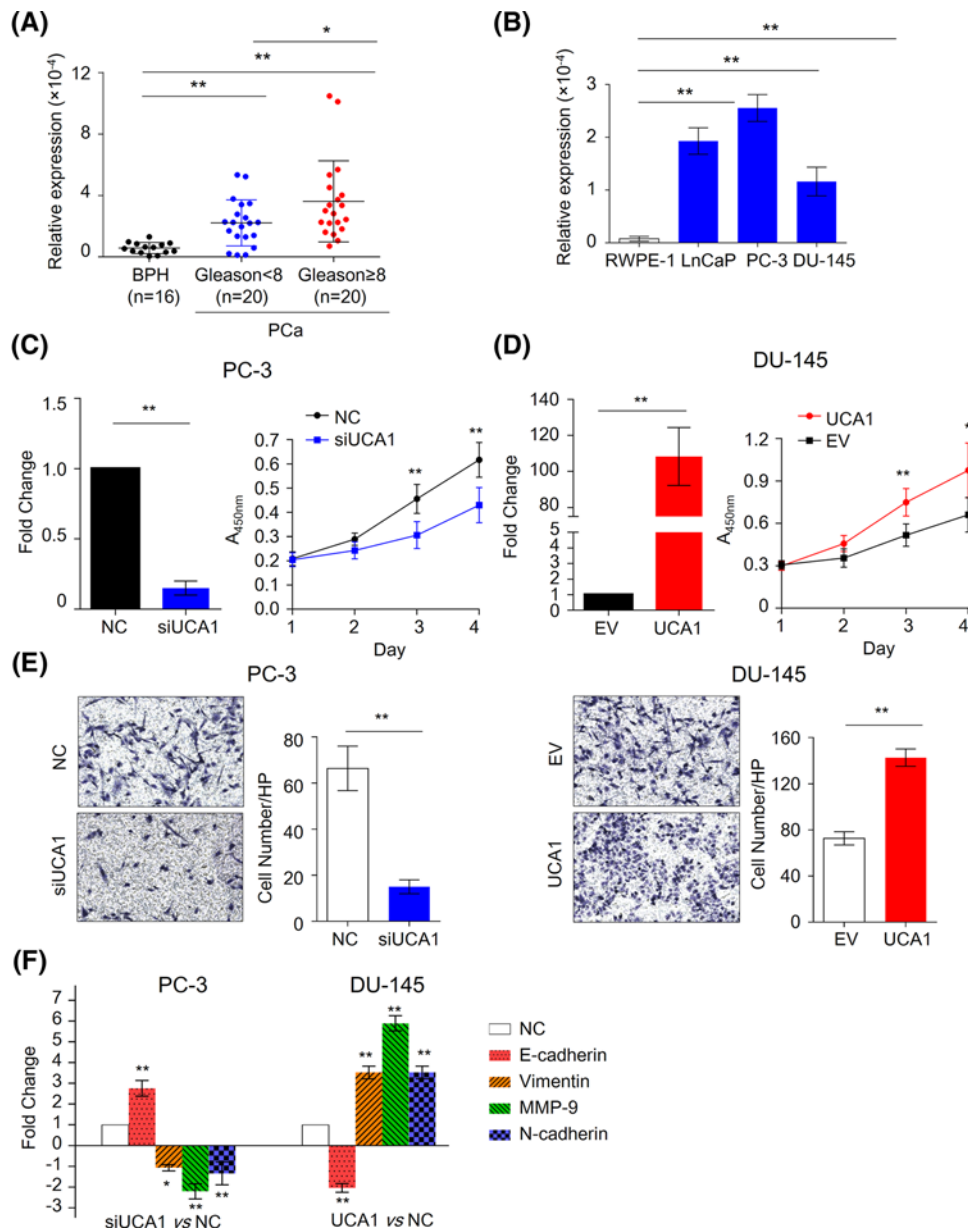 (A)
*
**
**
Relative expression (×10⁻⁴)
12
8
4
0
BPH
(n=16)
Gleason<8
(n=20)
Gleason≥8
(n=20)
PCa
(B)
**
**
**
Relative expression (×10⁻⁴)
3
2
1
0
RWPE-1 LnCaP PC-3 DU-145
(C)
PC-3
Fold Change
1.5
1.0
0.5
0
**
NC siUCA1
A450nm
0.7
0.6
0.5
0.4
0.3
0.2
0.1
0.0
NC
siUCA1
**
**
1 2 3 4
Day
(D)
DU-145
Fold Change
140
120
100
80
5
4
3
2
1
0
**
EV UCA1
A450nm
1.2
0.9
0.6
0.3
0
UCA1
EV
**
*
1 2 3 4
Day
(E)
PC-3
NC
siUCA1
Cell Number/HP
80
60
40
20
0
**
NC siUCA1
DU-145
EV
UCA1
Cell Number/HP
160
120
80
40
0
**
EV UCA1
(F)
PC-3 DU-145
Fold Change
7
6
5
4
3
2
1
-1
-2
-3
**
*
**
**
**
**
**
**
siUCA1 vs NC
UCA1 vs NC
NC
E-cadherin
Vimentin
MMP-9
N-cadherin